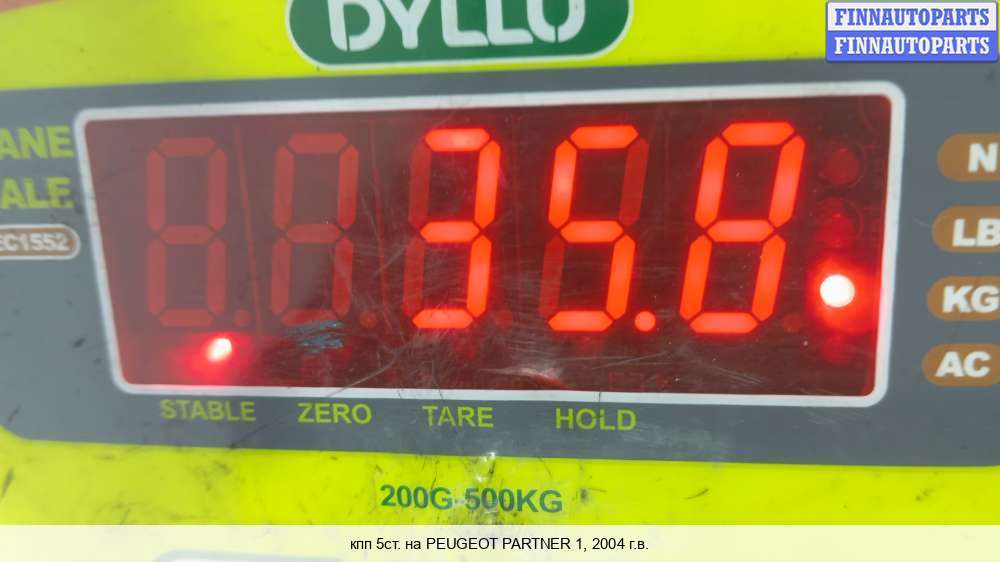 DYLLU
FINNAUTOPARTS
FINNAUTOPARTS
ANE
ALE
EC1552
35.8
N
LB
KG
AC
STABLE ZERO TARE HOLD
200G-500KG
кпп 5ст. на PEUGEOT PARTNER 1, 2004 г.в.